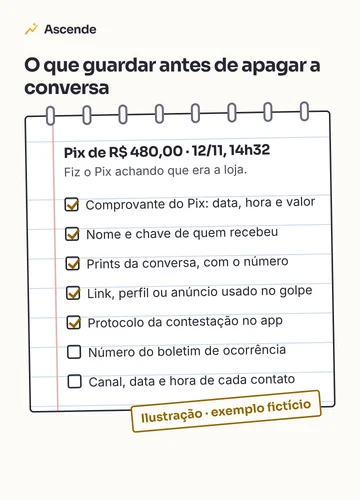 Ascende
O que guardar antes de apagar a
conversa
Pix de R$ 480,00 · 12/11, 14h32
Fiz o Pix achando que era a loja.
Comprovante do Pix: data, hora e valor
Nome e chave de quem recebeu
Prints da conversa, com o número
Link, perfil ou anúncio usado no golpe
Protocolo da contestação no app
Número do boletim de ocorrência
Canal, data e hora de cada contato
Ilustração · exemplo fictício